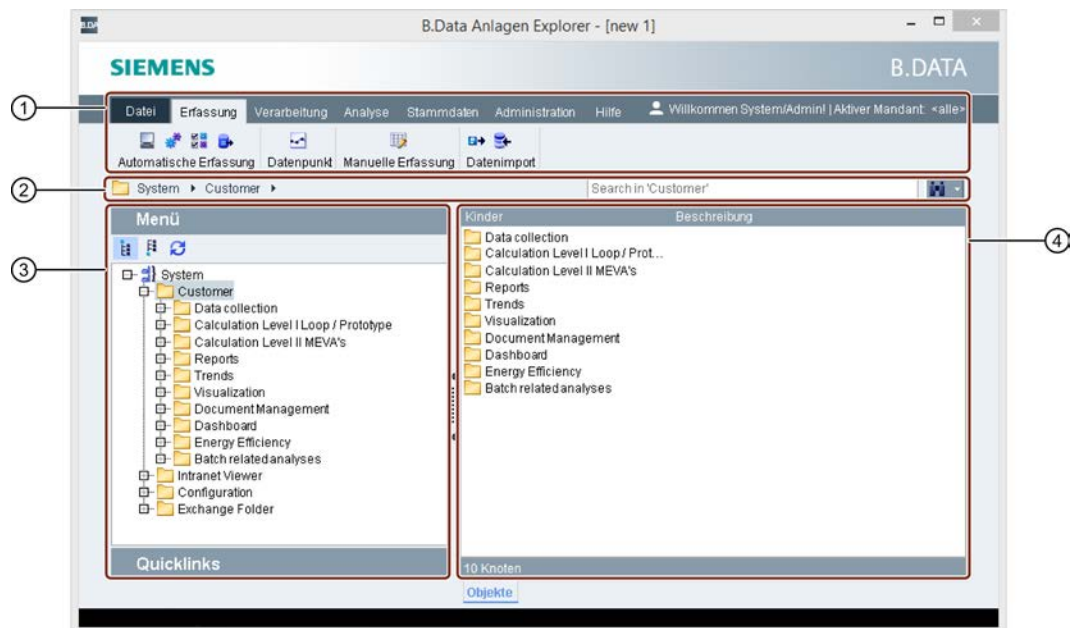 B.DA
B.Data Anlagen Explorer - [new 1]
SIEMENS
B.DATA
1
Datei Erfassung Verarbeitung Analyse Stammdaten Administration Hilfe Willkommen System/Admin! | Aktiver Mandant: <alle>
Automatische Erfassung Datenpunkt Manuelle Erfassung Datenimport
2
System Customer Search in 'Customer'
3
Menü
System
Customer
Data collection
Calculation Level I Loop / Prototype
Calculation Level II MEVA's
Reports
Trends
Visualization
Document Management
Dashboard
Energy Efficiency
Batch related analyses
Intranet Viewer
Configuration
Exchange Folder
Quicklinks
4
Kinder Beschreibung
Data collection
Calculation Level I Loop / Prot...
Calculation Level II MEVA's
Reports
Trends
Visualization
Document Management
Dashboard
Energy Efficiency
Batch related analyses
10 Knoten
Objekte